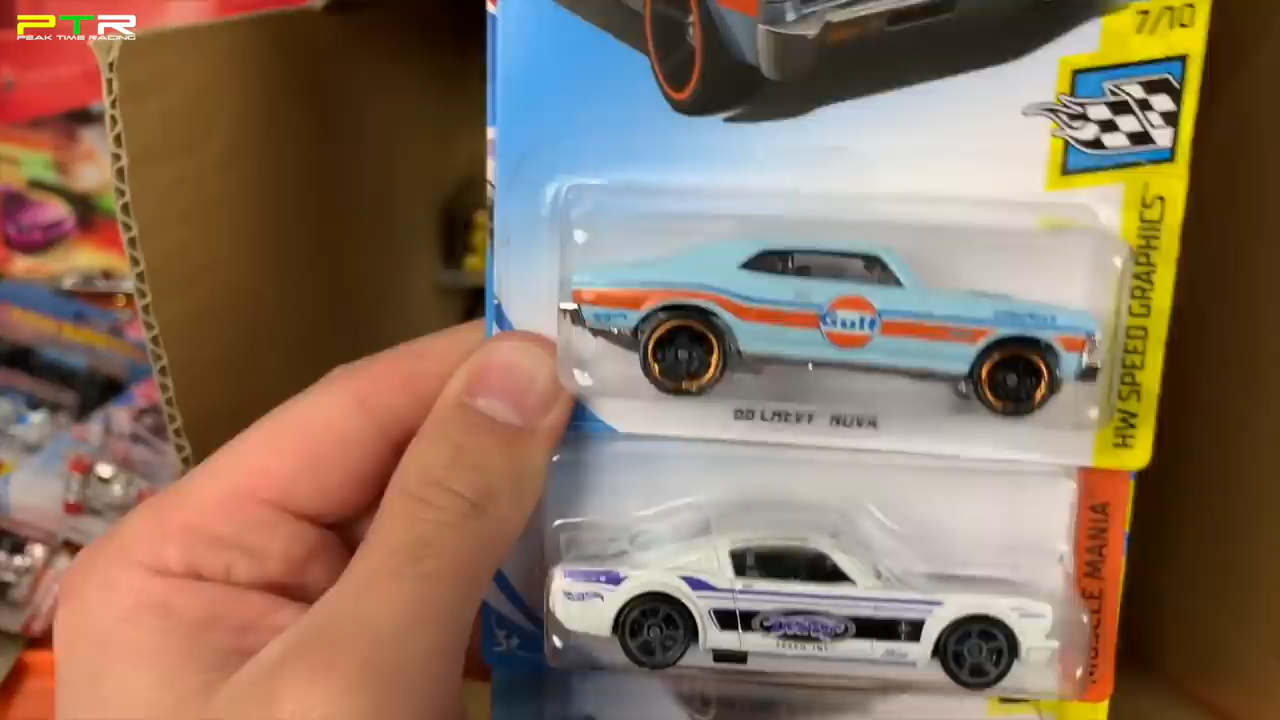 PTR
PEAK TIME RACING
7/10
HW SPEED GRAPHICS
Gulf
68 CHEVY NOVA
MUSCLE MANIA